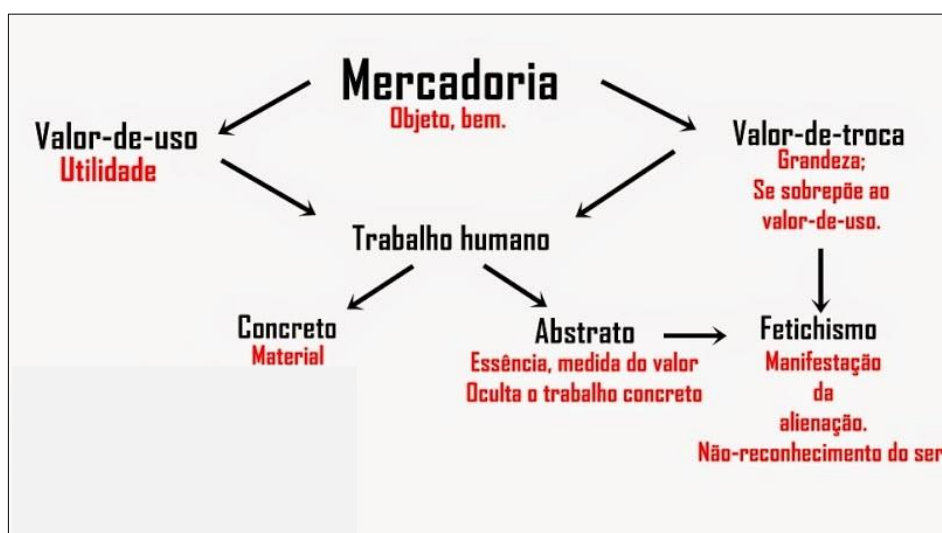 Mercadoria
Objeto, bem.
Valor-de-uso
Utilidade
Valor-de-troca
Grandeza;
Se sobrepõe ao
valor-de-uso.
Trabalho humano
Concreto
Material
Abstrato
Essência, medida do valor
Oculta o trabalho concreto
Fetichismo
Manifestação
da
alienação.
Não-reconhecimento do ser